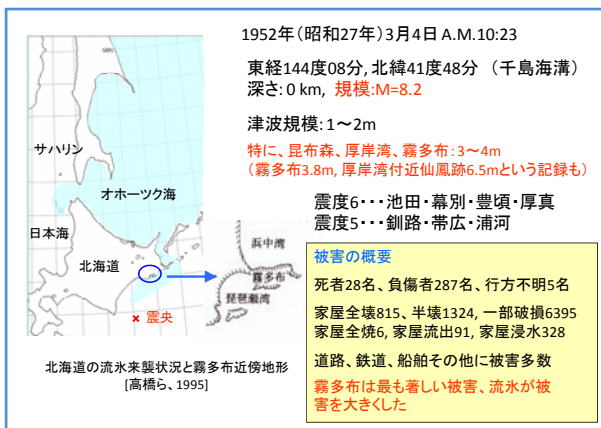 1952年(昭和27年)3月4日 A.M.10:23
東経144度08分, 北緯41度48分 (千島海溝)
深さ: 0 km, 規模:M=8.2
津波規模: 1~2m
特に、昆布森、厚岸湾、霧多布:3~4m
(霧多布3.8m, 厚岸湾付近仙鳳跡6.5mという記録も)
震度6・・・池田・幕別・豊頃・厚真
震度5・・・釧路・帯広・浦河
サハリン
オホーツク海
日本海
北海道
× 震央
浜中湾
霧多布
琵琶瀬湾
北海道の流氷来襲状況と霧多布近傍地形
[高橋ら、1995]
被害の概要
死者28名、負傷者287名、行方不明5名
家屋全壊815、半壊1324, 一部破損6395
家屋全焼6, 家屋流出91, 家屋浸水328
道路、鉄道、船舶その他に被害多数
霧多布は最も著しい被害、流氷が被
害を大きくした